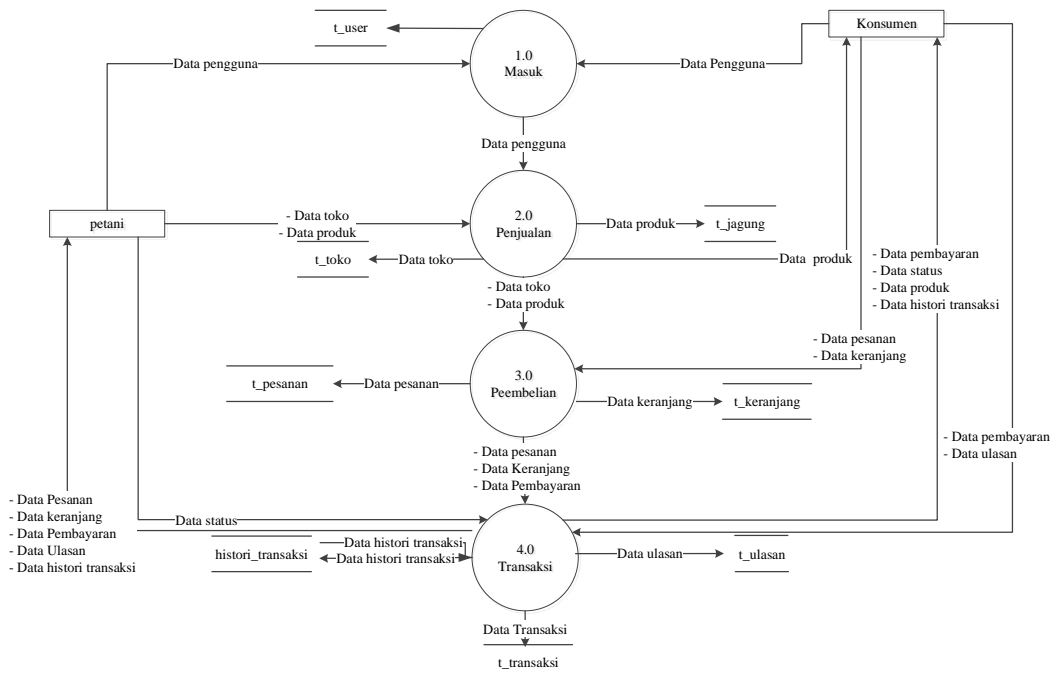 t_user
Konsumen
1.0
Masuk
Data pengguna
Data Pengguna
Data pengguna
petani
- Data toko
- Data produk
2.0
Penjualan
Data produk
t_jagung
t_toko
Data toko
Data produk
- Data pembayaran
- Data status
- Data produk
- Data histori transaksi
- Data toko
- Data produk
- Data pesanan
- Data keranjang
3.0
Peembelian
t_pesanan
Data pesanan
Data keranjang
t_keranjang
- Data pembayaran
- Data ulasan
- Data pesanan
- Data Keranjang
- Data Pembayaran
- Data Pesanan
- Data keranjang
- Data Pembayaran
- Data Ulasan
- Data histori transaksi
Data status
histori_transaksi
Data histori transaksi
Data histori transaksi
4.0
Transaksi
Data ulasan
t_ulasan
Data Transaksi
t_transaksi